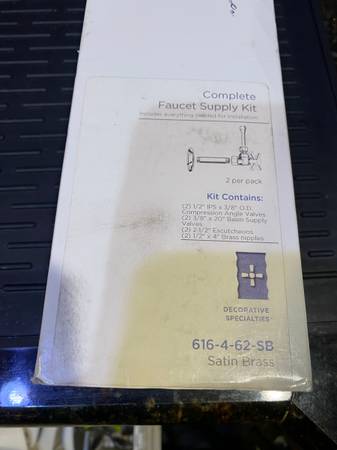 Complete
Faucet Supply Kit
Includes everything needed for installation
2 per pack
Kit Contains:
(2) 1/2" IPS x 3/8" O.D.
Compression Angle Valves
(2) 3/8" x 20" Basin Supply
Valves
(2) 2 1/2" Escutcheons
(2) 1/2" x 4" Brass nipples
DECORATIVE
SPECIALTIES
616-4-62-SB
Satin Brass